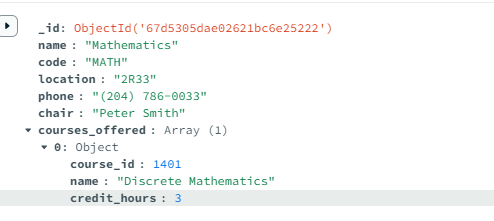 _id: ObjectId('67d5305dae02621bc6e25222')
name : "Mathematics"
code : "MATH"
location : "2R33"
phone : "(204) 786-0033"
chair : "Peter Smith"
courses_offered : Array (1)
0: Object
course_id : 1401
name : "Discrete Mathematics"
credit_hours : 3